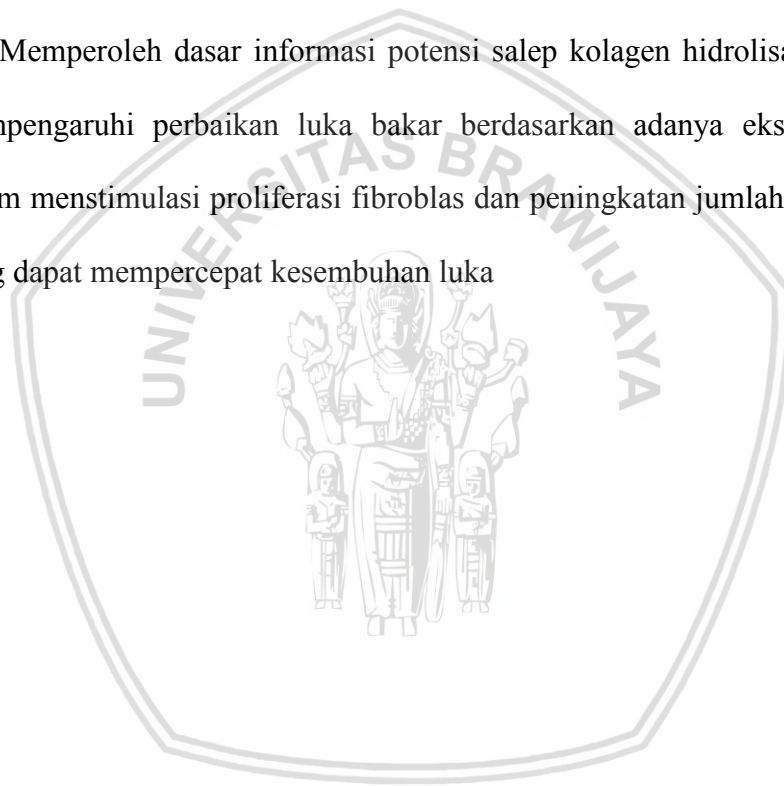 Memperoleh dasar informasi potensi salep kolagen hidrolisa
pengaruhi perbaikan luka bakar berdasarkan adanya eks
m menstimulasi proliferasi fibroblas dan peningkatan jumlah
g dapat mempercepat kesembuhan luka
UNIVERSITAS BRAWIJAYA